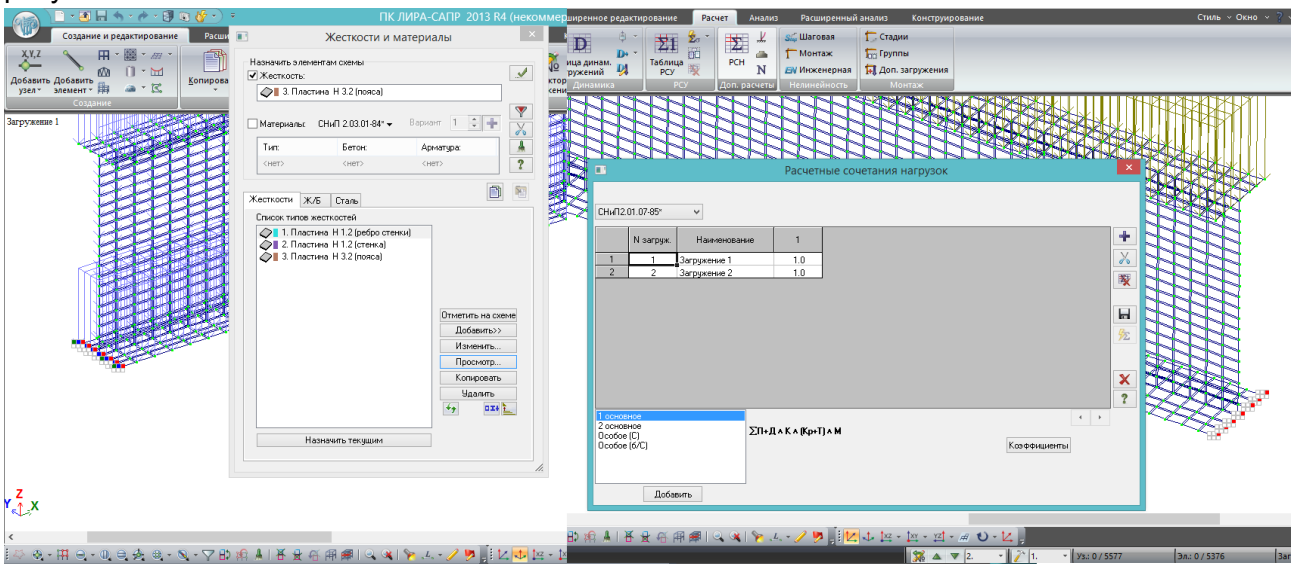 ПК ЛИРА-САПР 2013 R4 (некоммер
Создание и редактирование
Расши
X,Y,Z
Добавить узел
Добавить элемент
Копирова
Создание
Загружение 1
Жесткости и материалы
Назначить элементам схемы
Жесткость:
3. Пластина Н 3.2 (пояса)
Материалы:
СНиП 2.03.01-84*
Вариант
1
Тип:
Бетон:
Арматура:
<нет>
<нет>
<нет>
Жесткости
Ж/Б
Сталь
Список типов жесткостей
1. Пластина Н 1.2 (ребро стенки)
2. Пластина Н 1.2 (стенка)
3. Пластина Н 3.2 (пояса)
Отметить на схеме
Добавить>>
Изменить...
Просмотр...
Копировать
Удалить
Назначить текущим
Z
Y
X
ширенное редактирование
Расчет
Анализ
Расширенный анализ
Конструирование
Стиль
Окно
ица динам.
гружений
Таблица РСУ
РСН
Шаговая
Монтаж
Инженерная
Стадии
Группы
Доп. загружения
Динамика
РСУ
Доп. расчеты
Нелинейность
Монтаж
Расчетные сочетания нагрузок
СНиП2.01.07-85*
N загруж.
Наименование
1
1
1
Загружение 1
1.0
2
2
Загружение 2
1.0
1 основное
2 основное
Особое (С)
Особое (б/С)
∑П+Д ∧ К ∧ (Кр+Т) ∧ М
Коэффициенты
Добавить
2.
1.
Уз.: 0 / 5577
Эл.: 0 / 5376
Заг